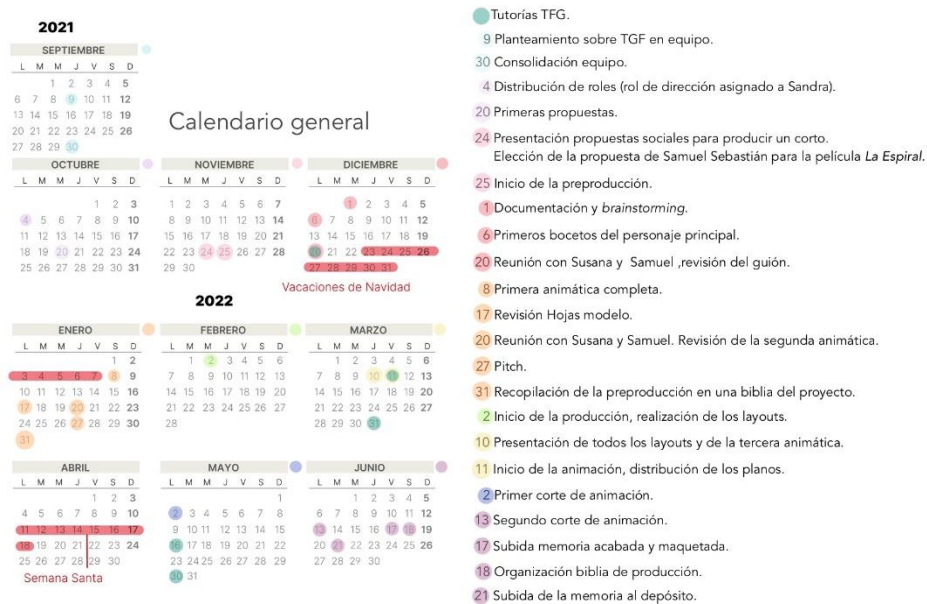 2021
SEPTIEMBRE
L M M J V S D
1 2 3 4 5
6 7 8 9 10 11 12
13 14 15 16 17 18 19
20 21 22 23 24 25 26
27 28 29 30
Calendario general
OCTUBRE
L M M J V S D
1 2 3
4 5 6 7 8 9 10
11 12 13 14 15 16 17
18 19 20 21 22 23 24
25 26 27 28 29 30 31
NOVIEMBRE
L M M J V S D
1 2 3 4 5 6 7
8 9 10 11 12 13 14
15 16 17 18 19 20 21
22 23 24 25 26 27 28
29 30
DICIEMBRE
L M M J V S D
1 2 3 4 5
6 7 8 9 10 11 12
13 14 15 16 17 18 19
20 21 22 23 24 25 26
27 28 29 30 31
Vacaciones de Navidad
2022
ENERO
L M M J V S D
1 2
3 4 5 6 7 8 9
10 11 12 13 14 15 16
17 18 19 20 21 22 23
24 25 26 27 28 29 30
31
FEBRERO
L M M J V S D
1 2 3 4 5 6
7 8 9 10 11 12 13
14 15 16 17 18 19 20
21 22 23 24 25 26 27
28
MARZO
L M M J V S D
1 2 3 4 5 6
7 8 9 10 11 12 13
14 15 16 17 18 19 20
21 22 23 24 25 26 27
28 29 30 31
ABRIL
L M M J V S D
1 2 3
4 5 6 7 8 9 10
11 12 13 14 15 16 17
18 19 20 21 22 23 24
25 26 27 28 29 30
Semana Santa
MAYO
L M M J V S D
1
2 3 4 5 6 7 8
9 10 11 12 13 14 15
16 17 18 19 20 21 22
23 24 25 26 27 28 29
30 31
JUNIO
L M M J V S D
1 2 3 4 5
6 7 8 9 10 11 12
13 14 15 16 17 18 19
20 21 22 23 24 25 26
27 28 29 30
Tutorías TFG.
9 Planteamiento sobre TGF en equipo.
30 Consolidación equipo.
4 Distribución de roles (rol de dirección asignado a Sandra).
20 Primeras propuestas.
24 Presentación propuestas sociales para producir un corto.
Elección de la propuesta de Samuel Sebastián para la película La Espiral.
25 Inicio de la preproducción.
1 Documentación y brainstorming.
6 Primeros bocetos del personaje principal.
20 Reunión con Susana y Samuel ,revisión del guión.
8 Primera animática completa.
17 Revisión Hojas modelo.
20 Reunión con Susana y Samuel. Revisión de la segunda animática.
27 Pitch.
31 Recopilación de la preproducción en una biblia del proyecto.
2 Inicio de la producción, realización de los layouts.
10 Presentación de todos los layouts y de la tercera animática.
11 Inicio de la animación, distribución de los planos.
2 Primer corte de animación.
13 Segundo corte de animación.
17 Subida memoria acabada y maquetada.
18 Organización biblia de producción.
21 Subida de la memoria al depósito.